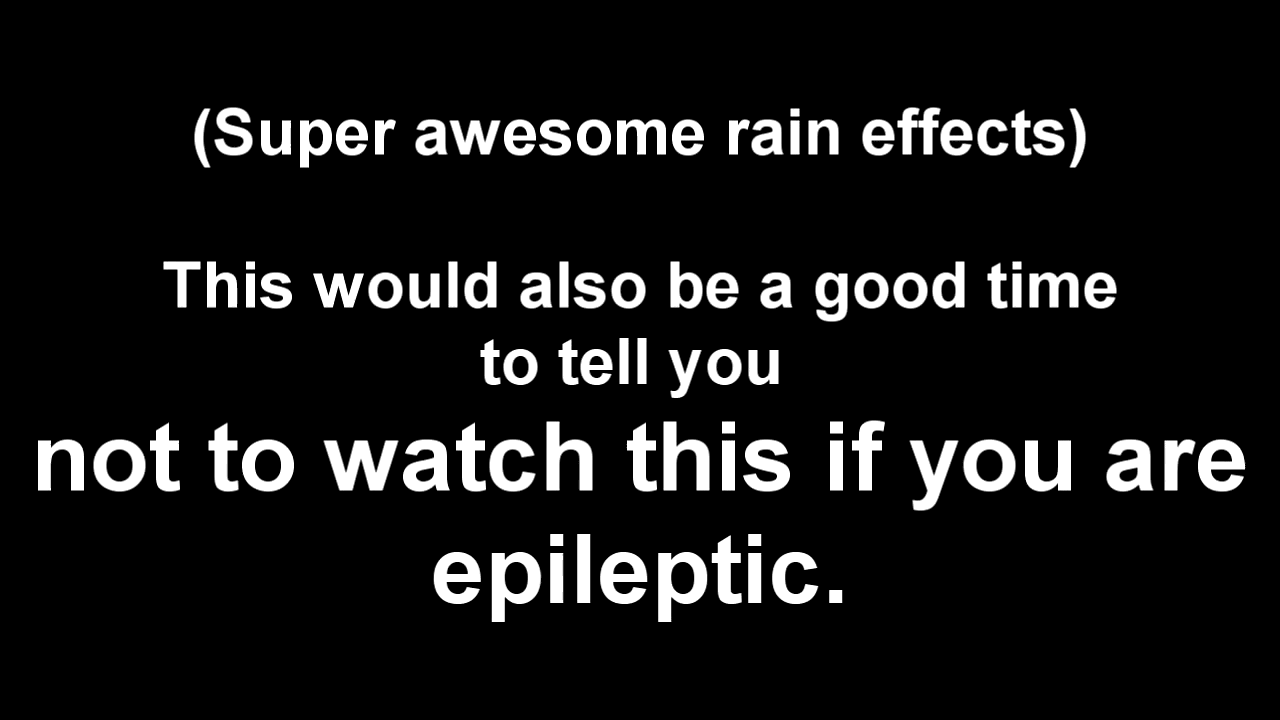 (Super awesome rain effects)
This would also be a good time
to tell you
not to watch this if you are
epileptic.